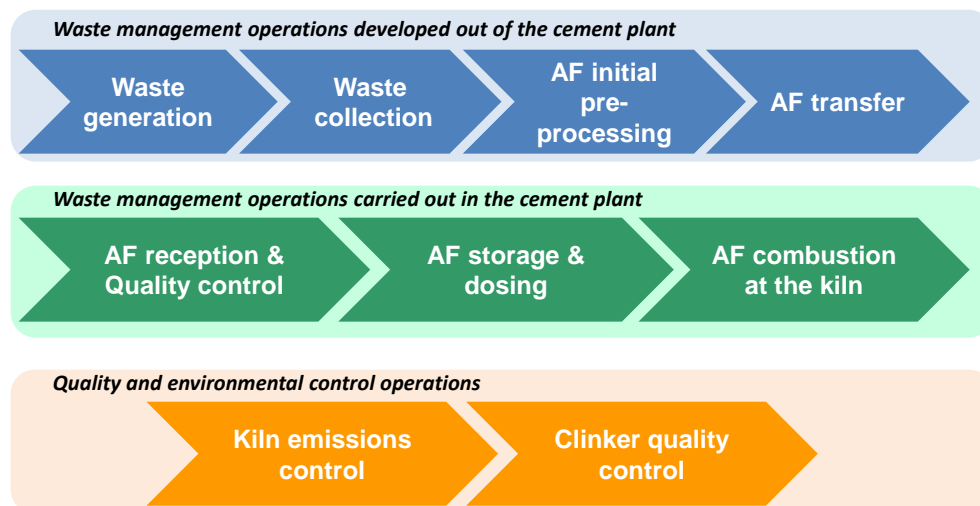 Waste management operations developed out of the cement plant
Waste
generation
Waste
collection
AF initial
pre-
processing
AF transfer
Waste management operations carried out in the cement plant
AF reception &
Quality control
AF storage &
dosing
AF combustion
at the kiln
Quality and environmental control operations
Kiln emissions
control
Clinker quality
control